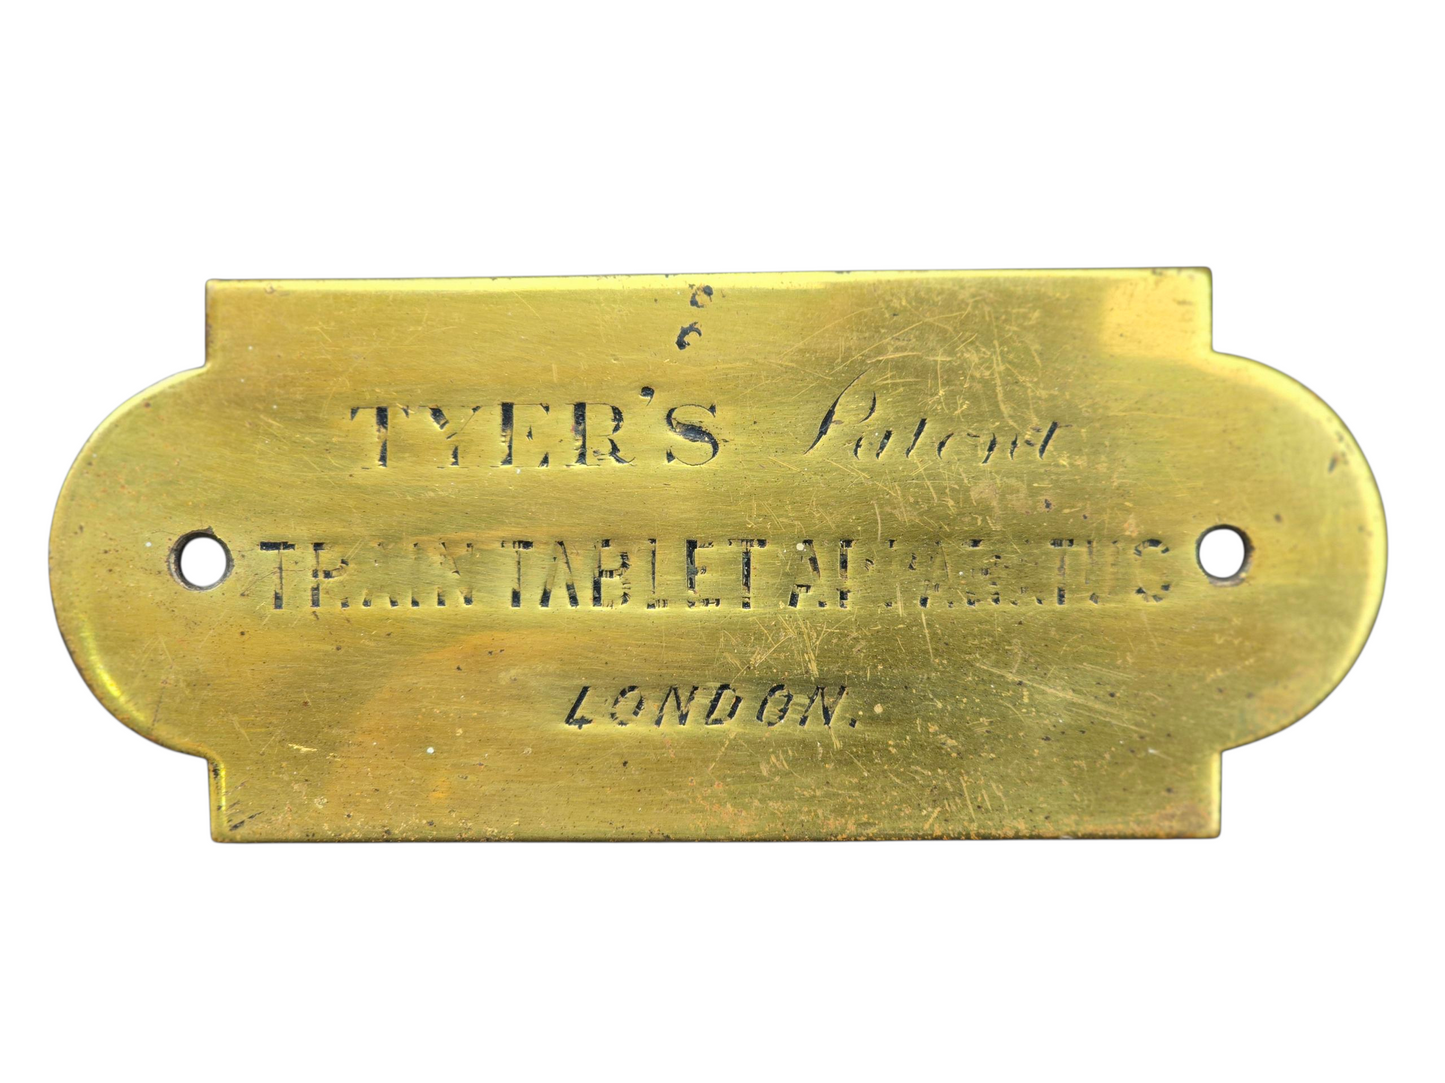 TYER'S Patent
TRAIN TABLET APPARATUS
LONDON.